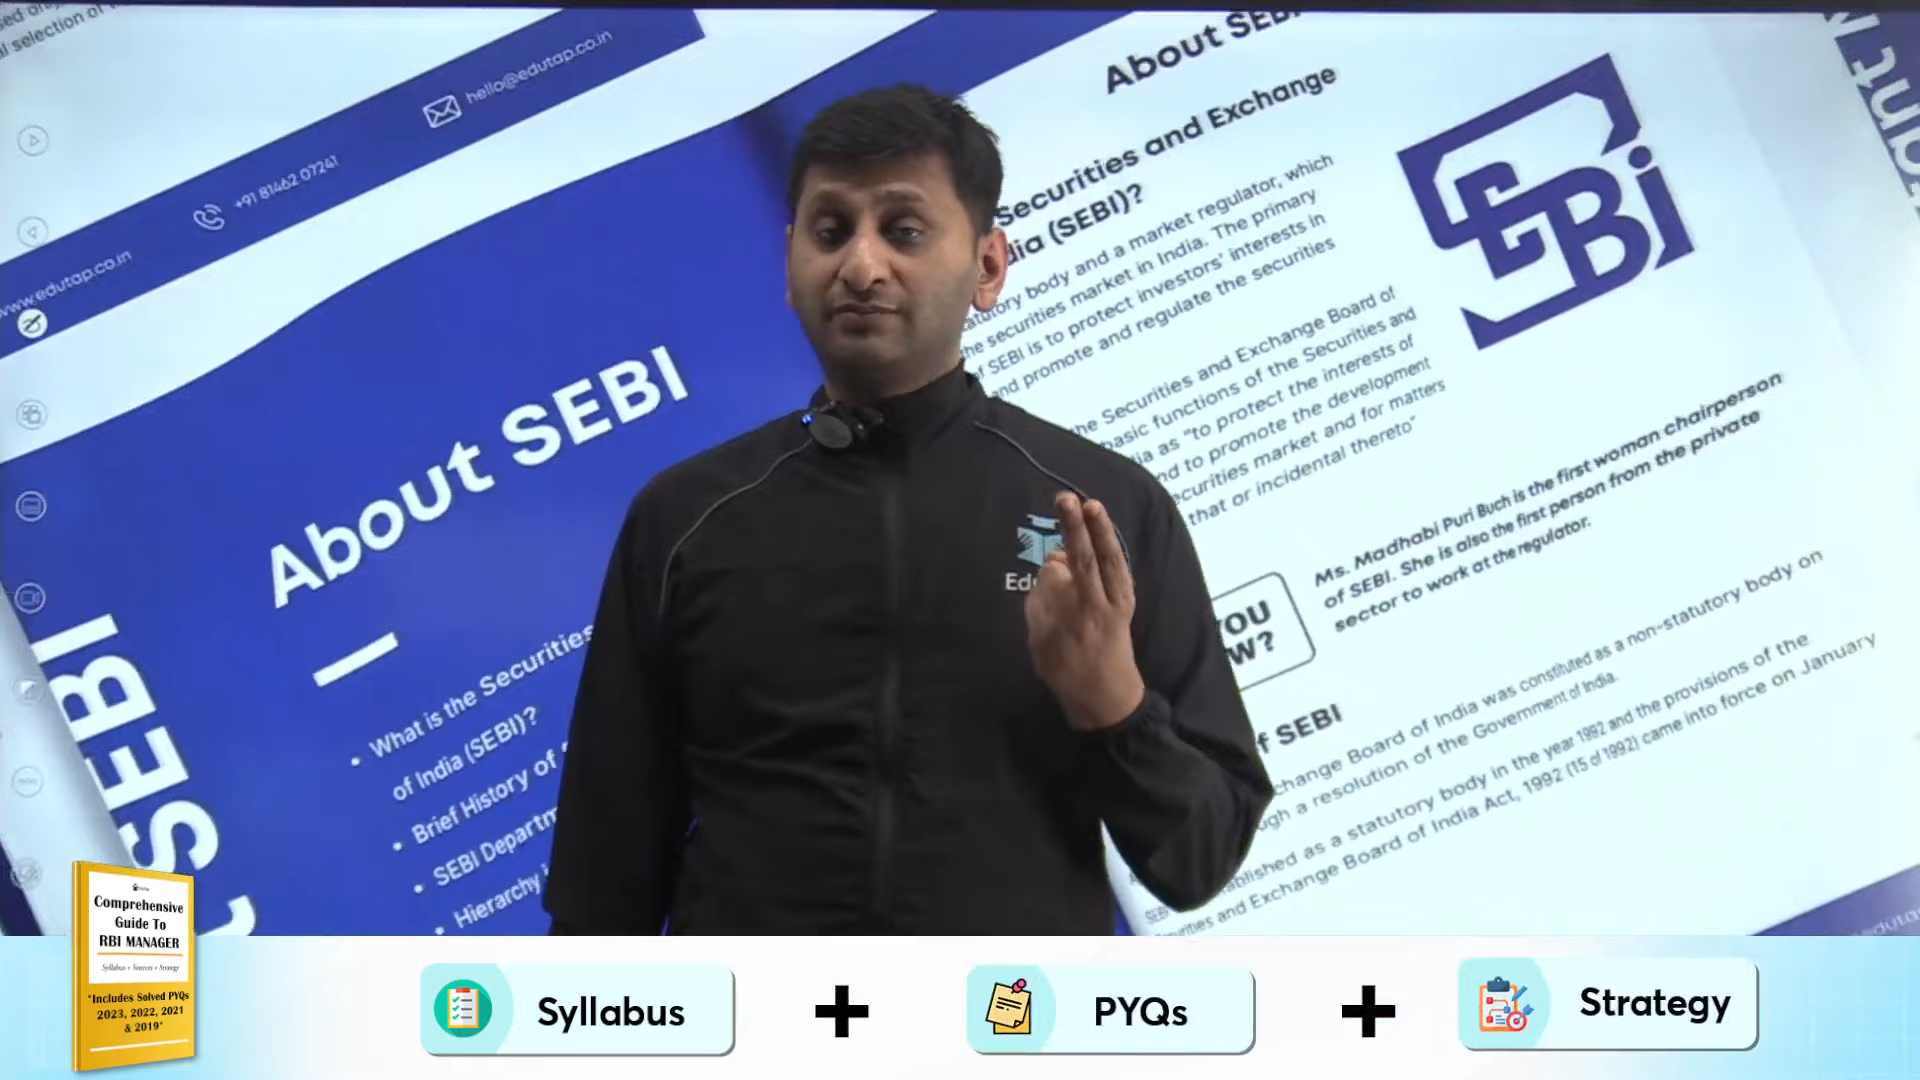 hello@edutap.co.in
+91 81462 07241
www.edutap.co.in
About SEBI
What is the Securities
of India (SEBI)?
Brief History of
SEBI Departm
Hierarchy
SEBI
About SEBI
Securities and Exchange
dia (SEBI)?
tatutory body and a market regulator, which
he securities market in India. The primary
of SEBI is to protect investors' interests in
and promote and regulate the securities
the Securities and Exchange Board of
basic functions of the Securities and
dia as "to protect the interests of
nd to promote the development
ecurities market and for matters
that or incidental thereto"
YOU
W?
Ms. Madhabi Puri Buch is the first woman chairperson
of SEBI. She is also the first person from the private
sector to work at the regulator.
f SEBI
change Board of India was constituted as a non-statutory body on
ugh a resolution of the Government of India.
ablished as a statutory body in the year 1992 and the provisions of the
urities and Exchange Board of India Act, 1992 (15 of 1992) came into force on January
SEBI
Ed
Comprehensive
Guide To
RBI MANAGER
Syllabus + Sources + Strategy
*Includes Solved PYQs
2023, 2022, 2021
& 2019*
Syllabus
+
PYQs
+
Strategy